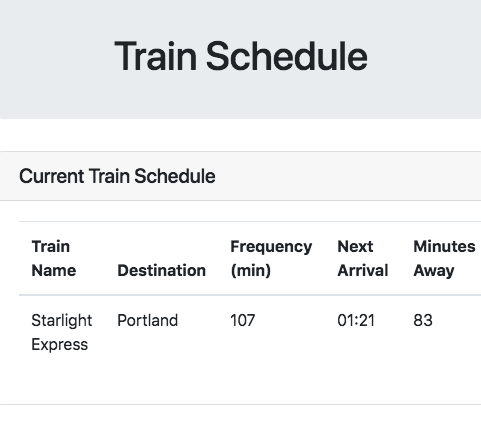 Train Schedule
Current Train Schedule
Train Name Destination Frequency (min) Next Arrival Minutes Away
Starlight Express Portland 107 01:21 83